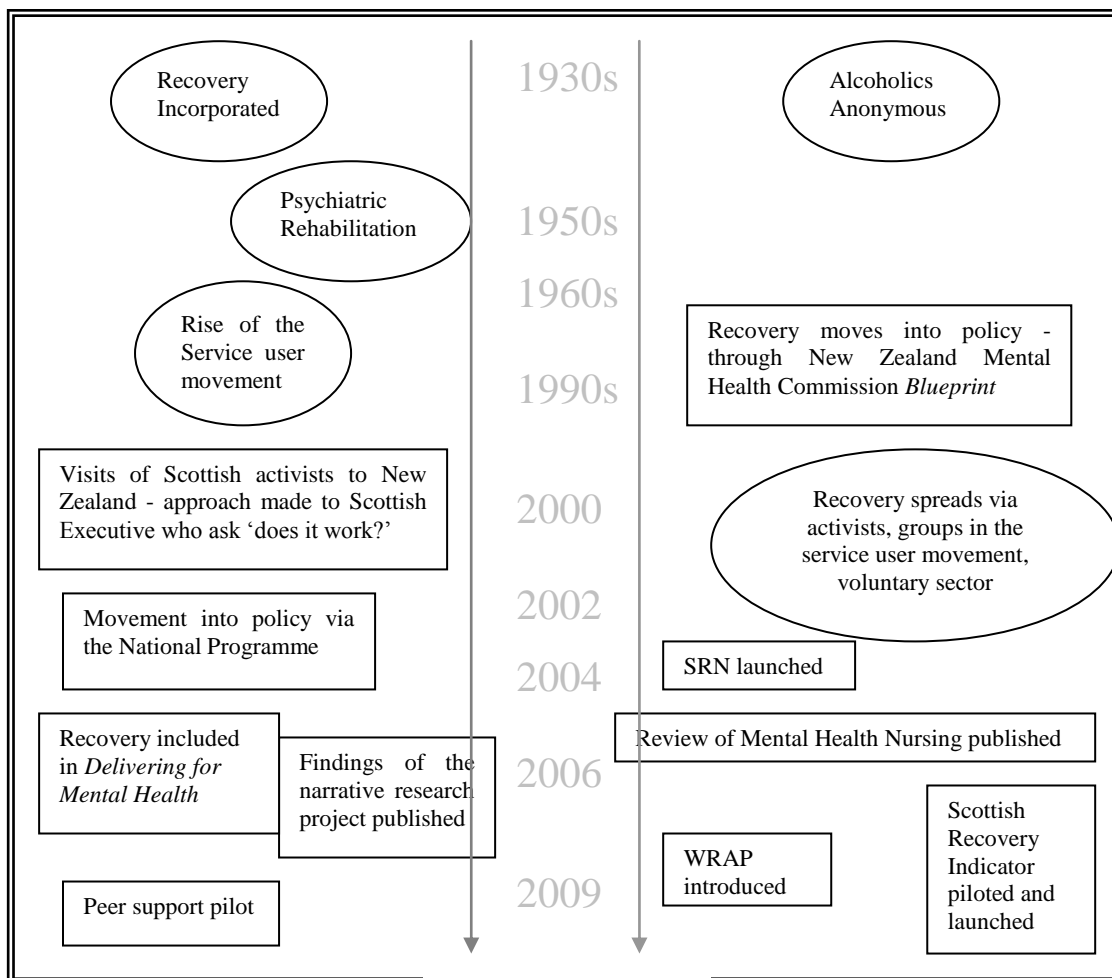 Recovery
Incorporated
1930s
Alcoholics
Anonymous
Psychiatric
Rehabilitation
1950s
1960s
Rise of the
Service user
movement
Recovery moves into policy -
through New Zealand Mental
Health Commission Blueprint
1990s
Visits of Scottish activists to New
Zealand - approach made to Scottish
Executive who ask ‘does it work?’
2000
Recovery spreads via
activists, groups in the
service user movement,
voluntary sector
Movement into policy via
the National Programme
2002
2004
SRN launched
Recovery included
in Delivering for
Mental Health
Findings of the
narrative research
project published
2006
Review of Mental Health Nursing published
Scottish
Recovery
Indicator
piloted and
launched
WRAP
introduced
Peer support pilot
2009